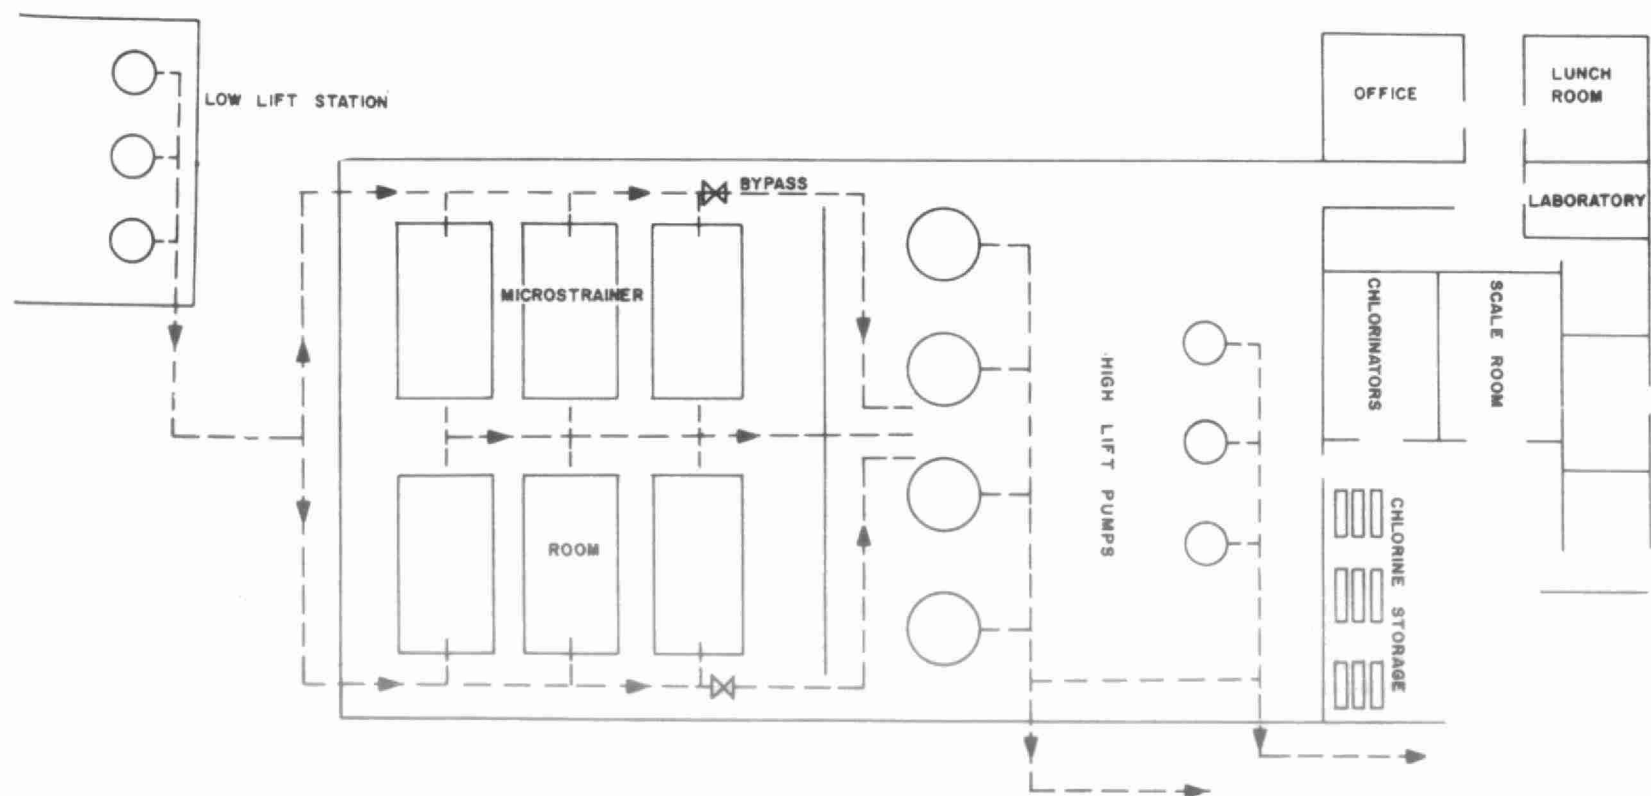 LOW LIFT STATION
OFFICE
LUNCH
ROOM
BYPASS
LABORATORY
MICROSTRAINER
ROOM
HIGH LIFT PUMPS
CHLORINATORS
SCALE ROOM
CHLORINE STORAGE